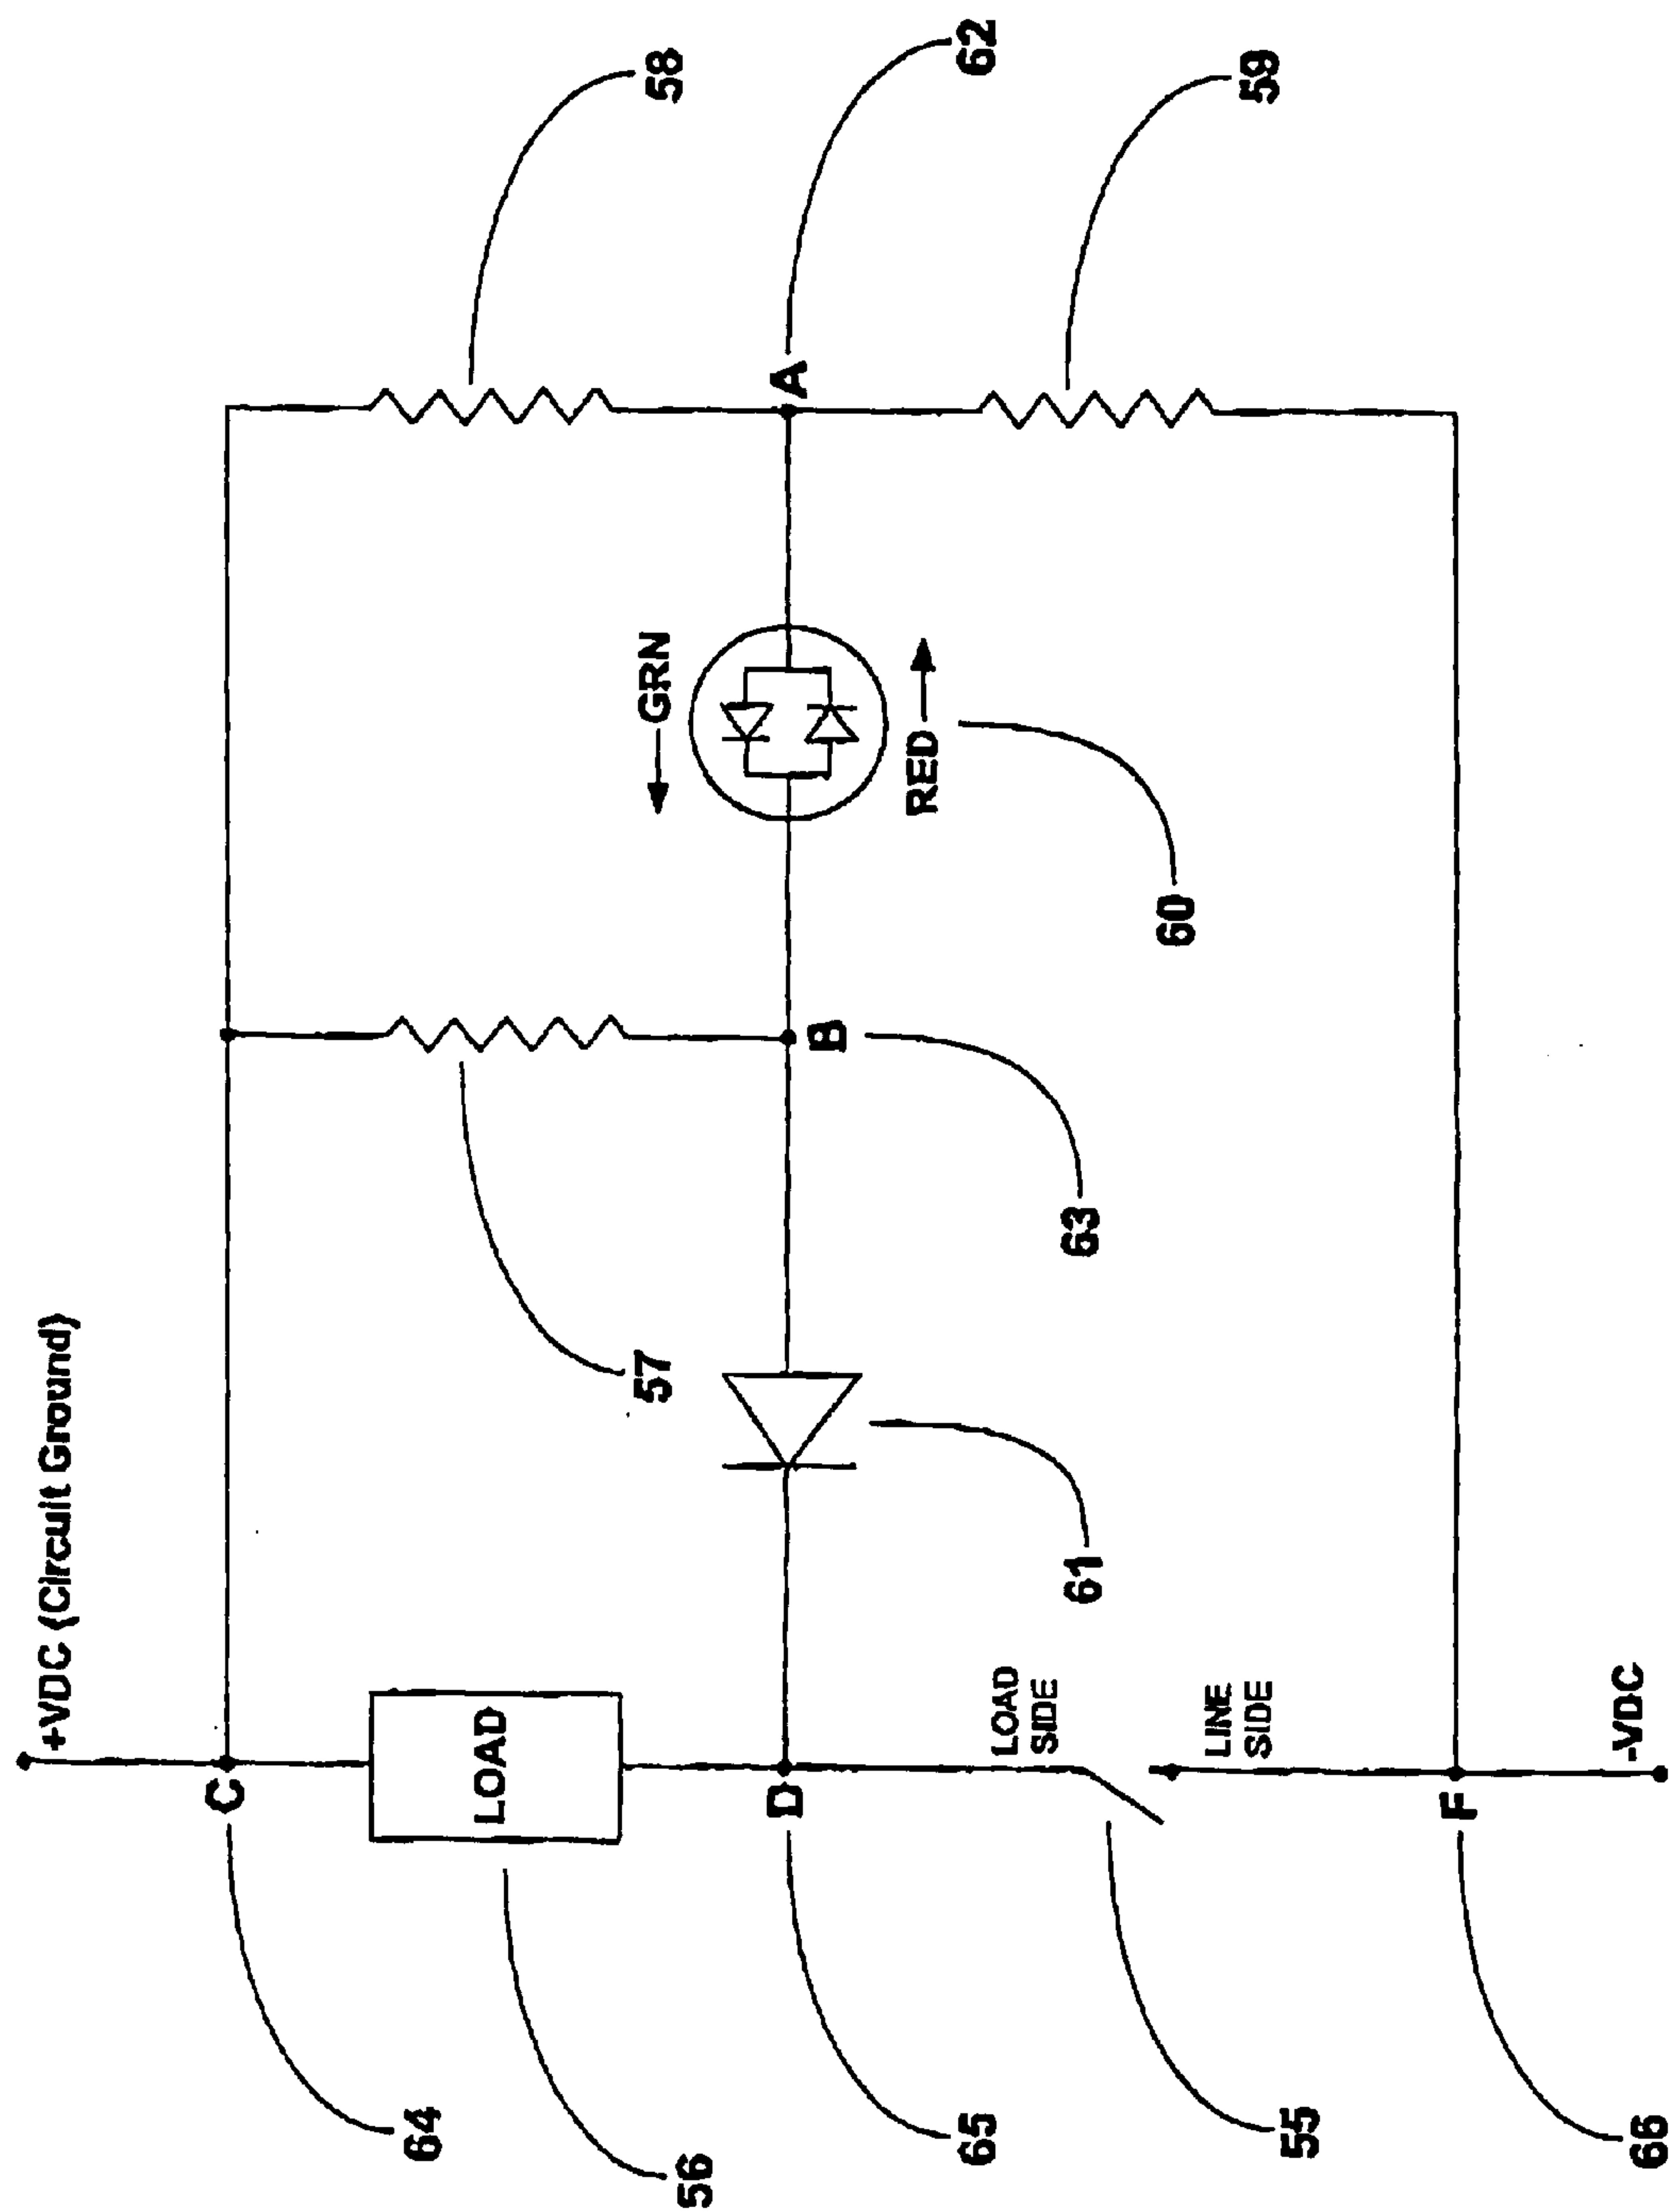 +VDC (Circuit Ground)
C
64
LOAD
56
57
58
GRN
RED
60
A
62
B
63
61
D
65
LOAD
SIDE
LINE
SIDE
55
59
F
66
-VDC